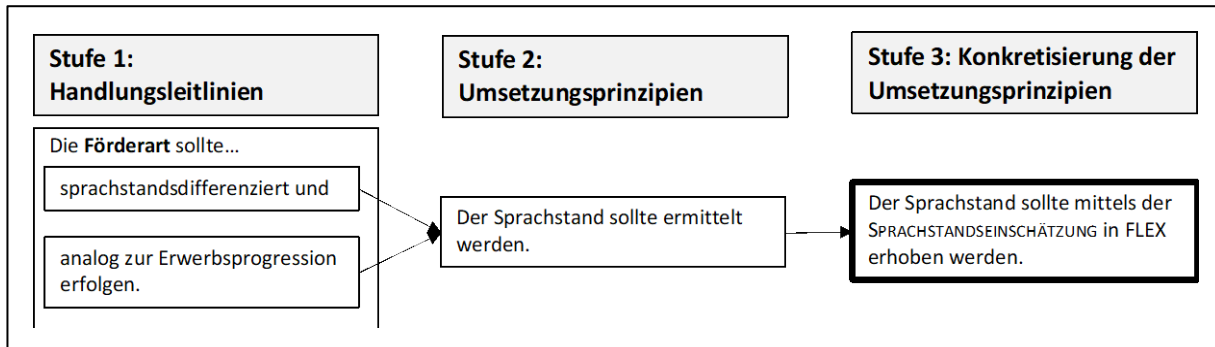 Stufe 1:
Handlungsleitlinien
Die Förderart sollte…
sprachstandsdifferenziert und
analog zur Erwerbsprogression
erfolgen.
Stufe 2:
Umsetzungsprinzipien
Der Sprachstand sollte ermittelt
werden.
Stufe 3: Konkretisierung der
Umsetzungsprinzipien
Der Sprachstand sollte mittels der
SPRACHSTANDSEINSCHÄTZUNG in FLEX
erhoben werden.